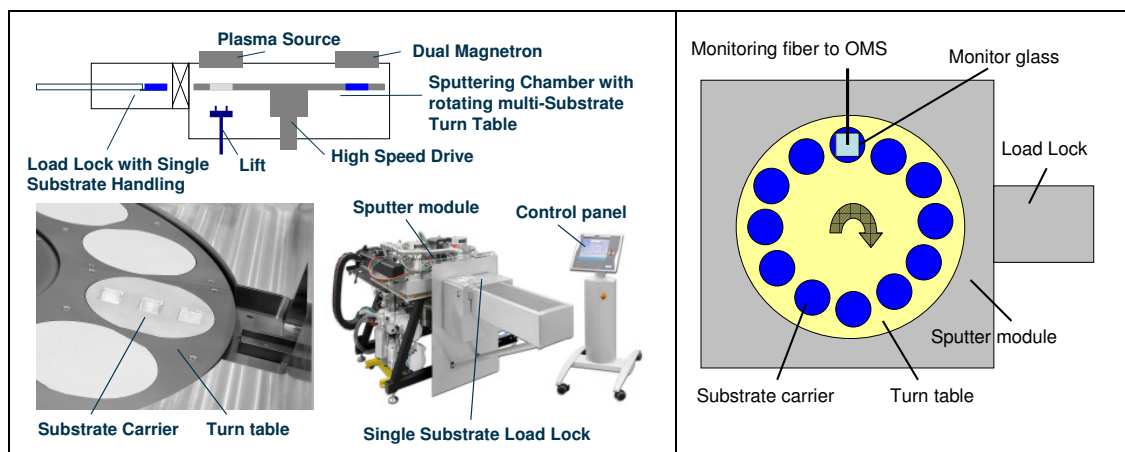 Plasma Source
Dual Magnetron
Sputtering Chamber with
rotating multi-Substrate
Turn Table
Load Lock with Single
Substrate Handling
Lift
High Speed Drive
Sputter module
Control panel
Substrate Carrier
Turn table
Single Substrate Load Lock
Monitoring fiber to OMS
Monitor glass
Load Lock
Sputter module
Substrate carrier
Turn table